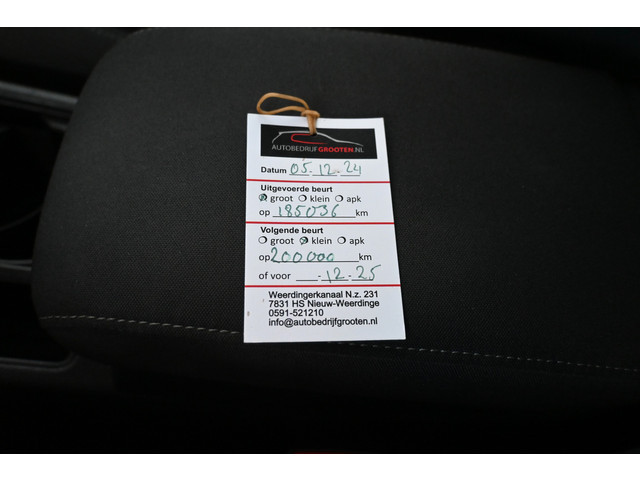 AUTOBEDRIJFGROOTEN.NL
Datum 05.12.24
Uitgevoerde beurt
groot klein apk
op 185036 km
Volgende beurt
groot klein apk
op 200000 km
of voor __-12-25
Weerdingerkanaal N.z. 231
7831 HS Nieuw-Weerdinge
0591-521210
info@autobedrijfgrooten.nl